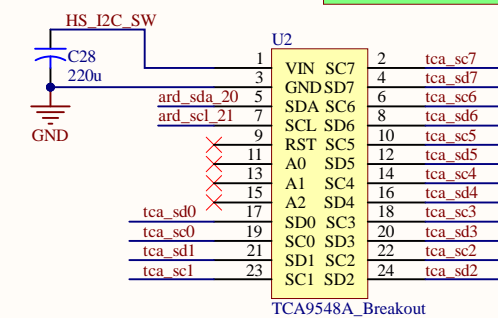 HS_I2C_SW
U2
C28
220u
GND
1 VIN SC7 2 tca_sc7
3 GND SD7 4 tca_sd7
ard_sda_20 5 SDA SC6 6 tca_sc6
ard_scl_21 7 SCL SD6 8 tca_sd6
9 RST SC5 10 tca_sc5
11 A0 SD5 12 tca_sd5
13 A1 SC4 14 tca_sc4
15 A2 SD4 16 tca_sd4
tca_sd0 17 SD0 SC3 18 tca_sc3
tca_sc0 19 SC0 SD3 20 tca_sd3
tca_sd1 21 SD1 SC2 22 tca_sc2
tca_sc1 23 SC1 SD2 24 tca_sd2
TCA9548A_Breakout